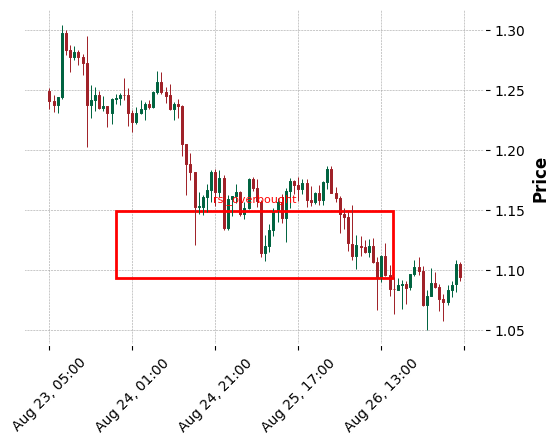 1.30
1.25
1.20
1.15
1.10
1.05
Price
rsi_overbought
Aug 23, 05:00
Aug 24, 01:00
Aug 24, 21:00
Aug 25, 17:00
Aug 26, 13:00